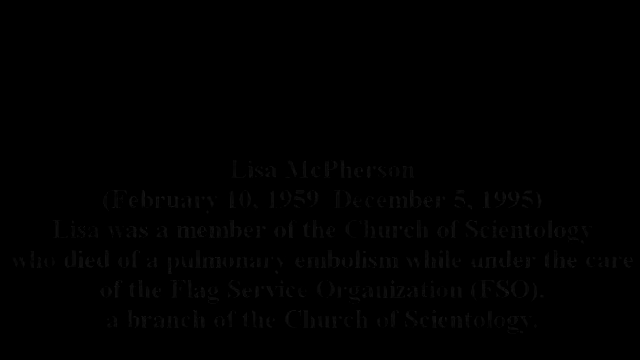 Lisa McPherson
(February 10, 1959  December 5, 1995)
Lisa was a member of the Church of Scientology
who died of a pulmonary embolism while under the care
of the Flag Service Organization (FSO),
a branch of the Church of Scientology.